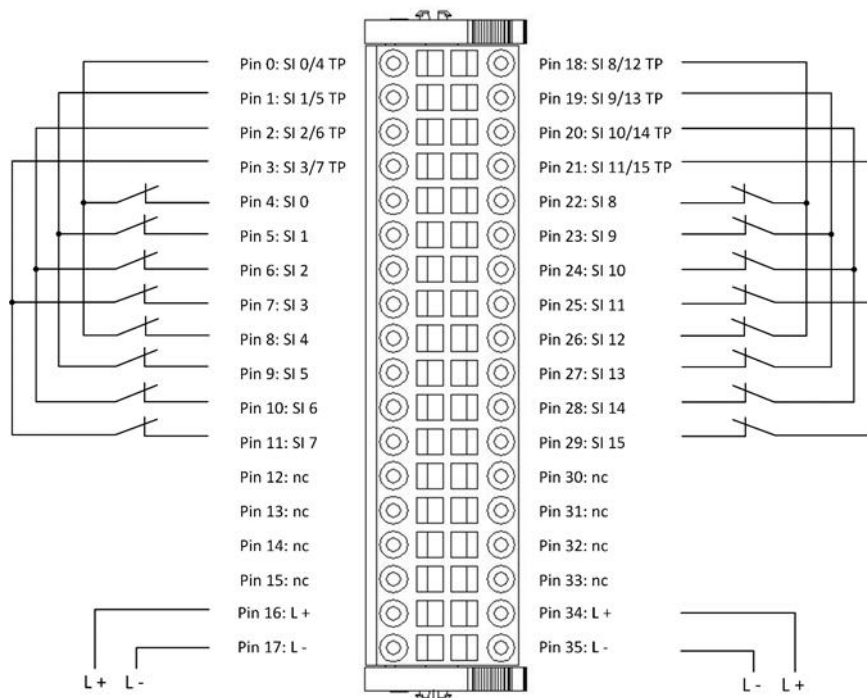 Pin 0: SI 0/4 TP
Pin 1: SI 1/5 TP
Pin 2: SI 2/6 TP
Pin 3: SI 3/7 TP
Pin 4: SI 0
Pin 5: SI 1
Pin 6: SI 2
Pin 7: SI 3
Pin 8: SI 4
Pin 9: SI 5
Pin 10: SI 6
Pin 11: SI 7
Pin 12: nc
Pin 13: nc
Pin 14: nc
Pin 15: nc
Pin 16: L +
Pin 17: L -
L + L -
Pin 18: SI 8/12 TP
Pin 19: SI 9/13 TP
Pin 20: SI 10/14 TP
Pin 21: SI 11/15 TP
Pin 22: SI 8
Pin 23: SI 9
Pin 24: SI 10
Pin 25: SI 11
Pin 26: SI 12
Pin 27: SI 13
Pin 28: SI 14
Pin 29: SI 15
Pin 30: nc
Pin 31: nc
Pin 32: nc
Pin 33: nc
Pin 34: L +
Pin 35: L -
L - L +